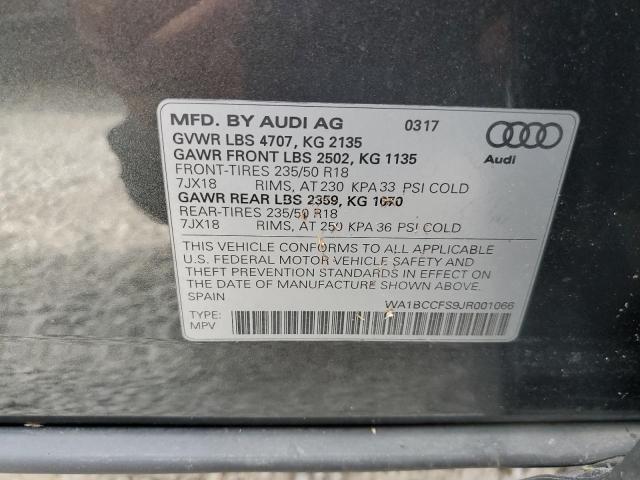 MFD. BY AUDI AG 0317
GVWR LBS 4707, KG 2135
GAWR FRONT LBS 2502, KG 1135
FRONT-TIRES 235/50 R18
7JX18 RIMS, AT 230 KPA 33 PSI COLD
GAWR REAR LBS 2359, KG 1070
REAR-TIRES 235/50 R18
7JX18 RIMS, AT 250 KPA 36 PSI COLD
Audi
THIS VEHICLE CONFORMS TO ALL APPLICABLE
U.S. FEDERAL MOTOR VEHICLE SAFETY AND
THEFT PREVENTION STANDARDS IN EFFECT ON
THE DATE OF MANUFACTURE SHOWN ABOVE.
SPAIN WA1BCCFS9JR001066
TYPE:
MPV